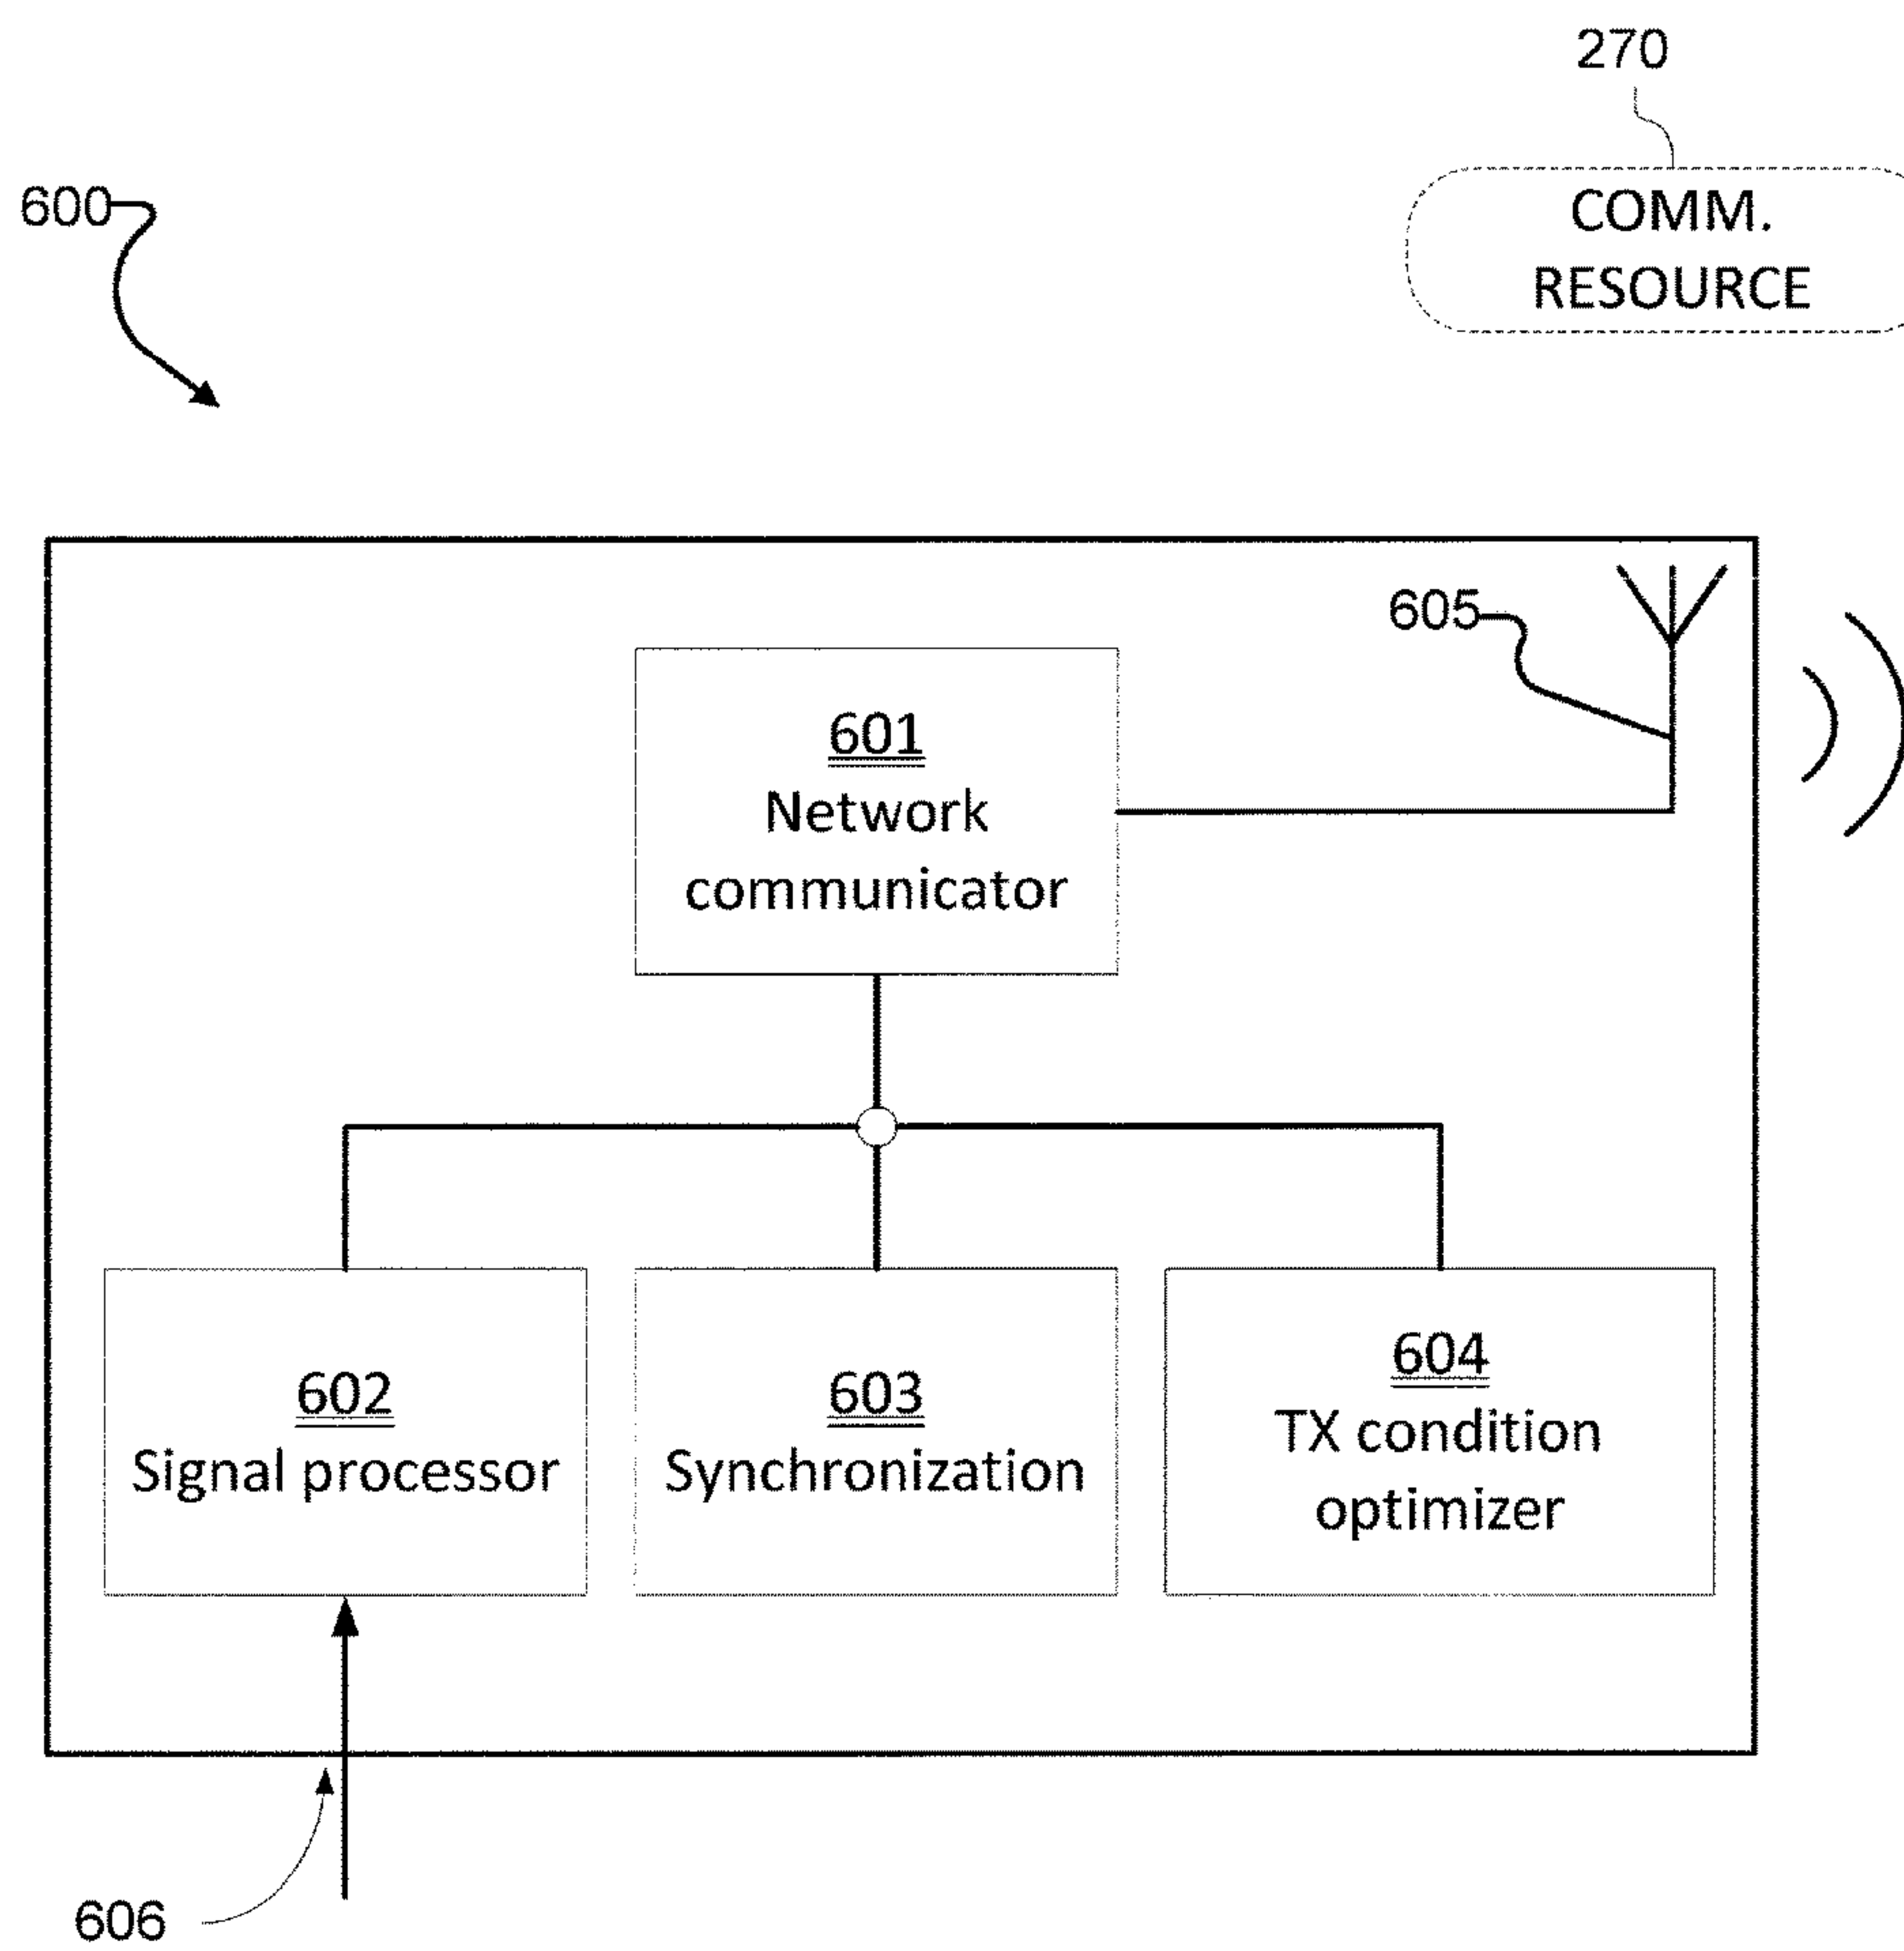 270
600
COMM.
RESOURCE
605
601
Network
communicator
602
Signal processor
603
Synchronization
604
TX condition
optimizer
606